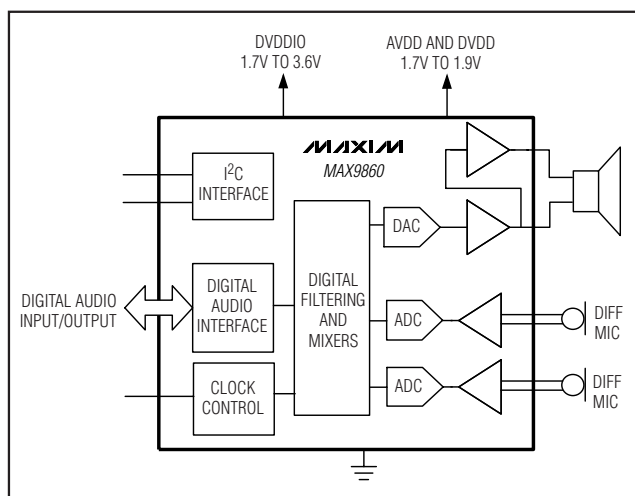 DVDDIO
1.7V TO 3.6V
AVDD AND DVDD
1.7V TO 1.9V
MAXIM
MAX9860
I²C
INTERFACE
DAC
DIGITAL AUDIO
INPUT/OUTPUT
DIGITAL
AUDIO
INTERFACE
DIGITAL
FILTERING
AND
MIXERS
ADC
DIFF
MIC
CLOCK
CONTROL
ADC
DIFF
MIC